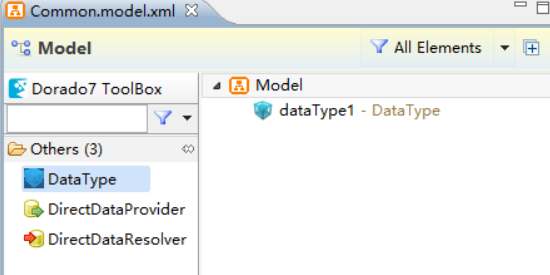 Common.model.xml
Model
All Elements
Dorado7 ToolBox
Model
dataType1 - DataType
Others (3)
DataType
DirectDataProvider
DirectDataResolver